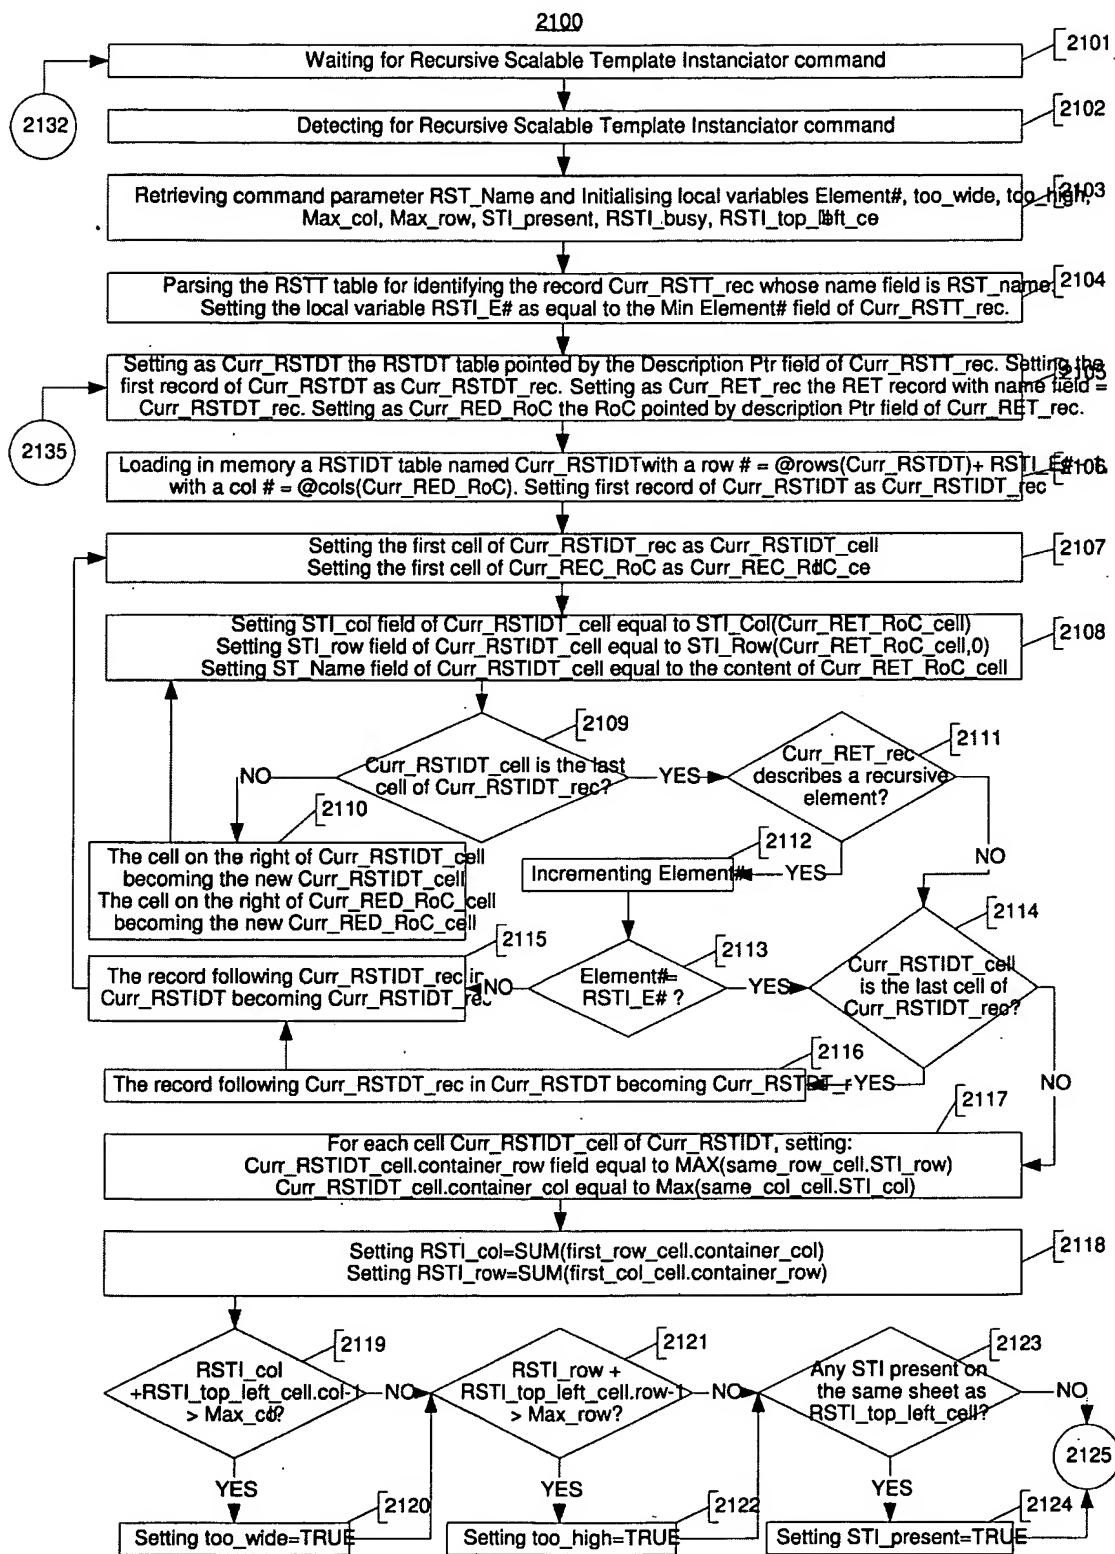 2100
Waiting for Recursive Scalable Template Instanciator command
2101
2132
Detecting for Recursive Scalable Template Instanciator command
2102
Retrieving command parameter RST_Name and Initialising local variables Element#, too_wide, too_high,
Max_col, Max_row, STI_present, RSTI_busy, RSTI_top_left_ce
2103
Parsing the RSTT table for identifying the record Curr_RSTT_rec whose name field is RST_name.
Setting the local variable RSTI_E# as equal to the Min Element# field of Curr_RSTT_rec.
2104
Setting as Curr_RSTDT the RSTDT table pointed by the Description Ptr field of Curr_RSTT_rec. Setting the
first record of Curr_RSTDT as Curr_RSTDT_rec. Setting as Curr_RET_rec the RET record with name field =
Curr_RSTDT_rec. Setting as Curr_RED_RoC the RoC pointed by description Ptr field of Curr_RET_rec.
2105
2135
Loading in memory a RSTIDT table named Curr_RSTIDTwith a row # = @rows(Curr_RSTDT)+ RSTI_E#
with a col # = @cols(Curr_RED_RoC). Setting first record of Curr_RSTIDT as Curr_RSTIDT_rec
2106
Setting the first cell of Curr_RSTIDT_rec as Curr_RSTIDT_cell
Setting the first cell of Curr_REC_RoC as Curr_REC_RoC_ce
2107
Setting STI_col field of Curr_RSTIDT_cell equal to STI_Col(Curr_RET_RoC_cell)
Setting STI_row field of Curr_RSTIDT_cell equal to STI_Row(Curr_RET_RoC_cell,0)
Setting ST_Name field of Curr_RSTIDT_cell equal to the content of Curr_RET_RoC_cell
2108
2109
Curr_RSTIDT_cell is the last
cell of Curr_RSTIDT_rec?
NO
YES
2111
Curr_RET_rec
describes a recursive
element?
2110
The cell on the right of Curr_RSTIDT_cell
becoming the new Curr_RSTIDT_cell
The cell on the right of Curr_RED_RoC_cell
becoming the new Curr_RED_RoC_cell
2112
Incrementing Element#
YES
NO
2114
Curr_RSTIDT_cell
is the last cell of
Curr_RSTIDT_rec?
2115
The record following Curr_RSTIDT_rec in
Curr_RSTIDT becoming Curr_RSTIDT_rec
NO
2113
Element#=
RSTI_E# ?
YES
2116
The record following Curr_RSTDT_rec in Curr_RSTDT becoming Curr_RSTDT_r
YES
NO
2117
For each cell Curr_RSTIDT_cell of Curr_RSTIDT, setting:
Curr_RSTIDT_cell.container_row field equal to MAX(same_row_cell.STI_row)
Curr_RSTIDT_cell.container_col equal to Max(same_col_cell.STI_col)
Setting RSTI_col=SUM(first_row_cell.container_col)
Setting RSTI_row=SUM(first_col_cell.container_row)
2118
2119
RSTI_col
+RSTI_top_left_cell.col-1
> Max_col?
NO
YES
2120
Setting too_wide=TRUE
2121
RSTI_row +
RSTI_top_left_cell.row-1
> Max_row?
NO
YES
2122
Setting too_high=TRUE
2123
Any STI present on
the same sheet as
RSTI_top_left_cell?
NO
2125
YES
2124
Setting STI_present=TRUE